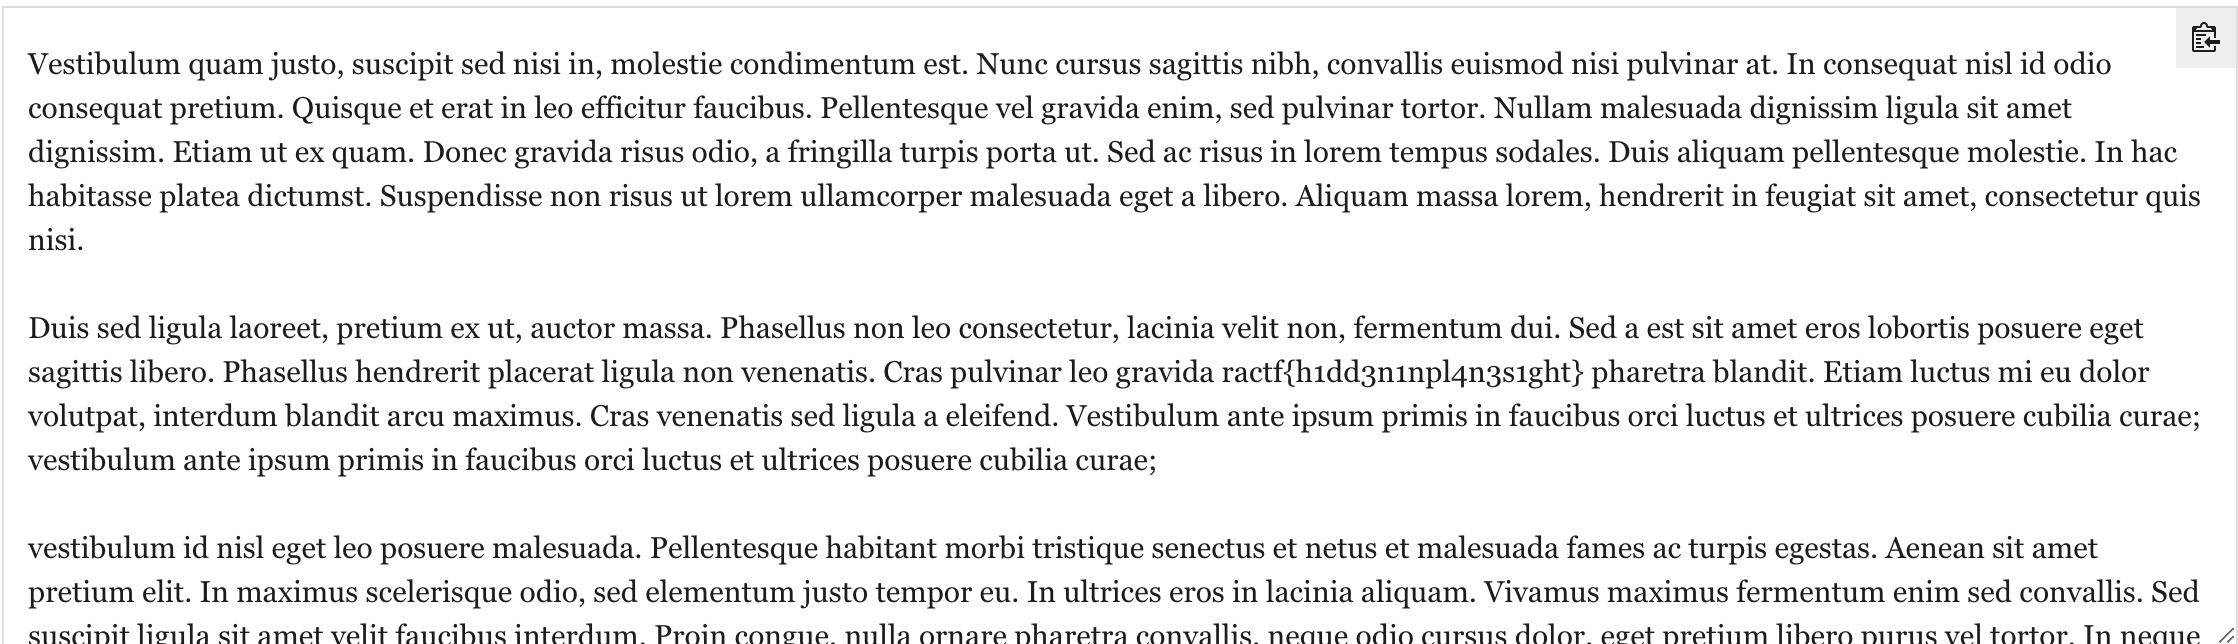 Vestibulum quam justo, suscipit sed nisi in, molestie condimentum est. Nunc cursus sagittis nibh, convallis euismod nisi pulvinar at. In consequat nisl id odio
consequat pretium. Quisque et erat in leo efficitur faucibus. Pellentesque vel gravida enim, sed pulvinar tortor. Nullam malesuada dignissim ligula sit amet
dignissim. Etiam ut ex quam. Donec gravida risus odio, a fringilla turpis porta ut. Sed ac risus in lorem tempus sodales. Duis aliquam pellentesque molestie. In hac
habitasse platea dictumst. Suspendisse non risus ut lorem ullamcorper malesuada eget a libero. Aliquam massa lorem, hendrerit in feugiat sit amet, consectetur quis
nisi.
Duis sed ligula laoreet, pretium ex ut, auctor massa. Phasellus non leo consectetur, lacinia velit non, fermentum dui. Sed a est sit amet eros lobortis posuere eget
sagittis libero. Phasellus hendrerit placerat ligula non venenatis. Cras pulvinar leo gravida ractf{h1dd3n1npl4n3s1ght} pharetra blandit. Etiam luctus mi eu dolor
volutpat, interdum blandit arcu maximus. Cras venenatis sed ligula a eleifend. Vestibulum ante ipsum primis in faucibus orci luctus et ultrices posuere cubilia curae;
vestibulum ante ipsum primis in faucibus orci luctus et ultrices posuere cubilia curae;
vestibulum id nisl eget leo posuere malesuada. Pellentesque habitant morbi tristique senectus et netus et malesuada fames ac turpis egestas. Aenean sit amet
pretium elit. In maximus scelerisque odio, sed elementum justo tempor eu. In ultrices eros in lacinia aliquam. Vivamus maximus fermentum enim sed convallis. Sed
suscipit ligula sit amet velit faucibus interdum. Proin congue, nulla ornare pharetra convallis, neque odio cursus dolor, eget pretium libero purus vel tortor. In neque